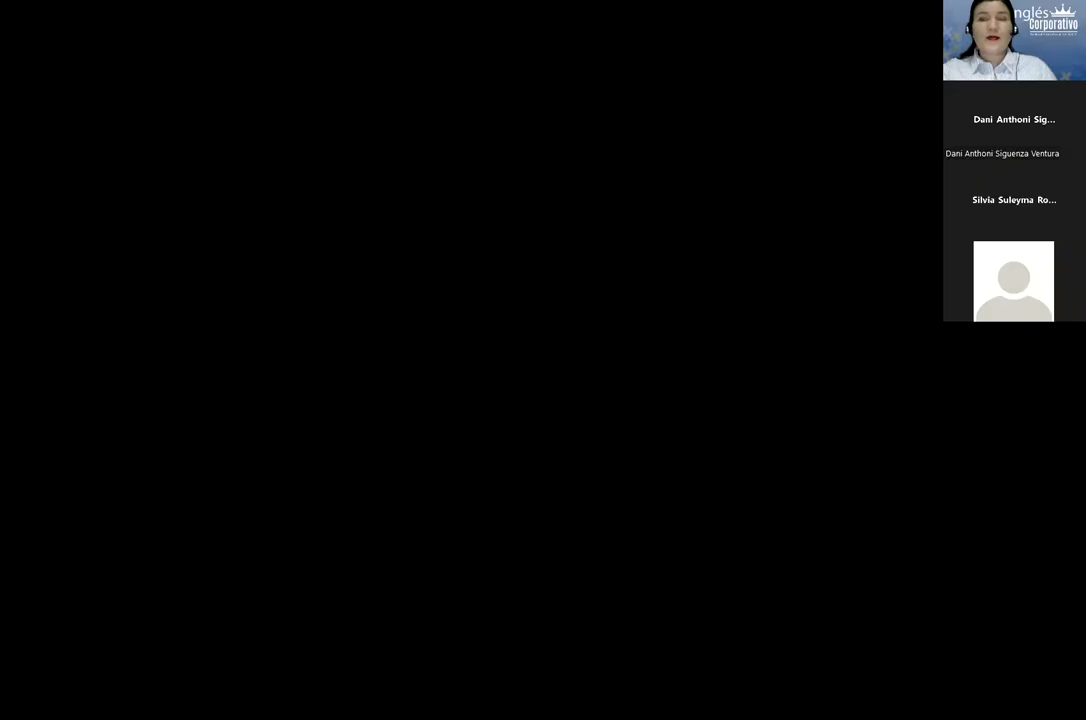 nglés
Corporativo
Dani Anthoni Sig...
Dani Anthoni Siguenza Ventura
Silvia Suleyma Ro...